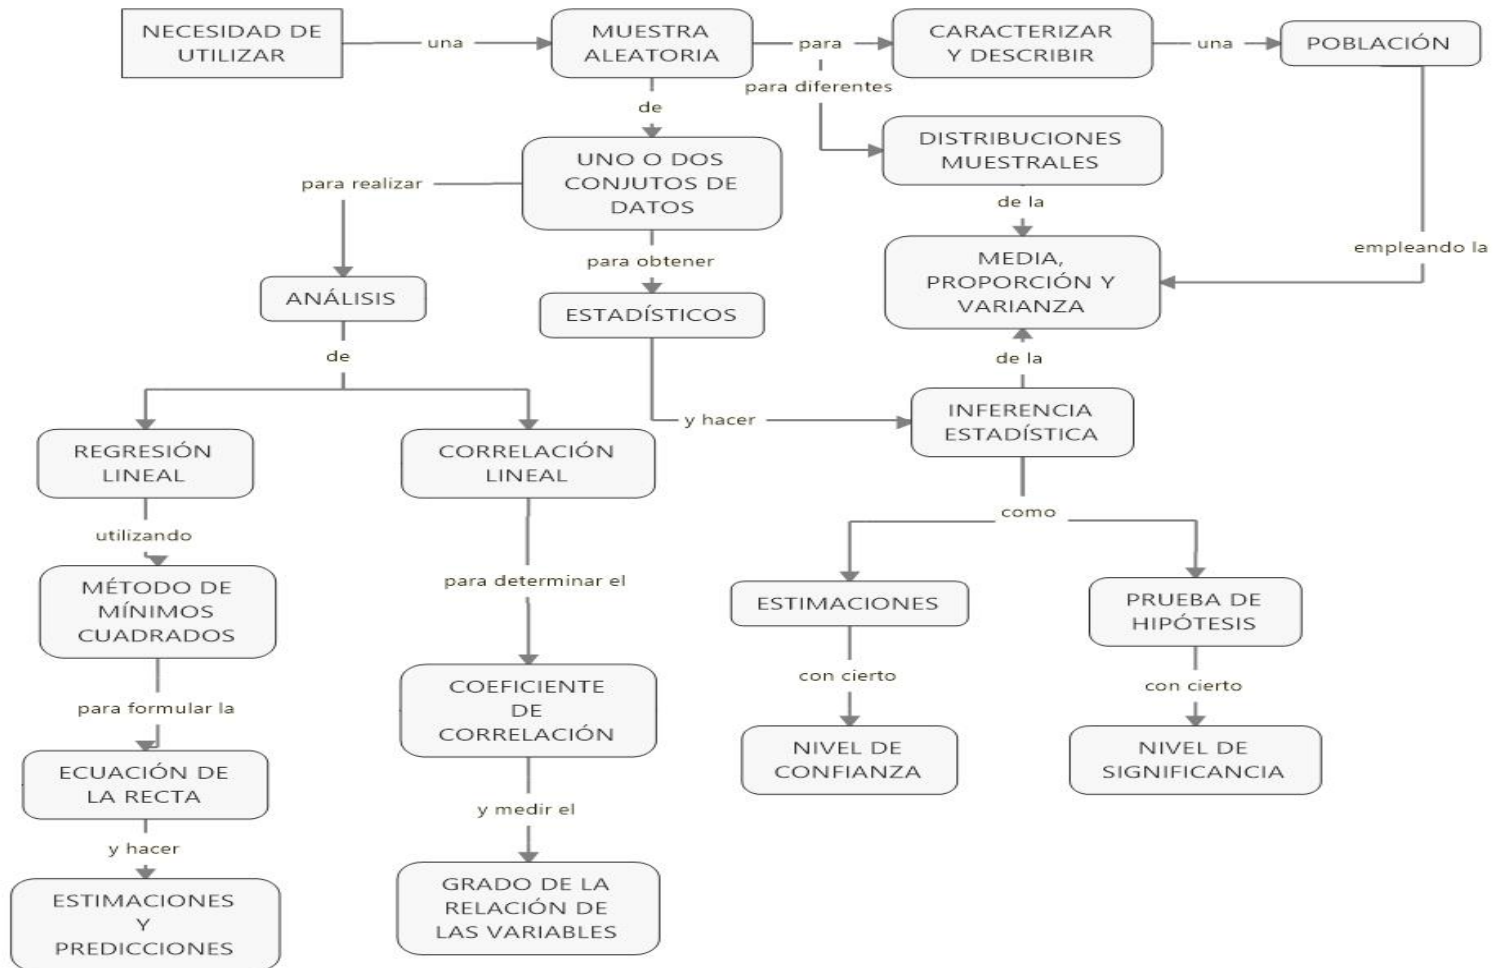 NECESIDAD DE
UTILIZAR
una
MUESTRA
ALEATORIA
para
CARACTERIZAR
Y DESCRIBIR
una
POBLACIÓN
para diferentes
de
DISTRIBUCIONES
MUESTRALES
UNO O DOS
CONJUTOS DE
DATOS
para realizar
de la
empleando la
MEDIA,
PROPORCIÓN Y
VARIANZA
para obtener
ANÁLISIS
ESTADÍSTICOS
de
de la
y hacer
INFERENCIA
ESTADÍSTICA
REGRESIÓN
LINEAL
CORRELACIÓN
LINEAL
como
utilizando
para determinar el
MÉTODO DE
MÍNIMOS
CUADRADOS
ESTIMACIONES
PRUEBA DE
HIPÓTESIS
con cierto
con cierto
para formular la
COEFICIENTE
DE
CORRELACIÓN
NIVEL DE
CONFIANZA
NIVEL DE
SIGNIFICANCIA
ECUACIÓN DE
LA RECTA
y medir el
y hacer
ESTIMACIONES
Y
PREDICCIONES
GRADO DE LA
RELACIÓN DE
LAS VARIABLES